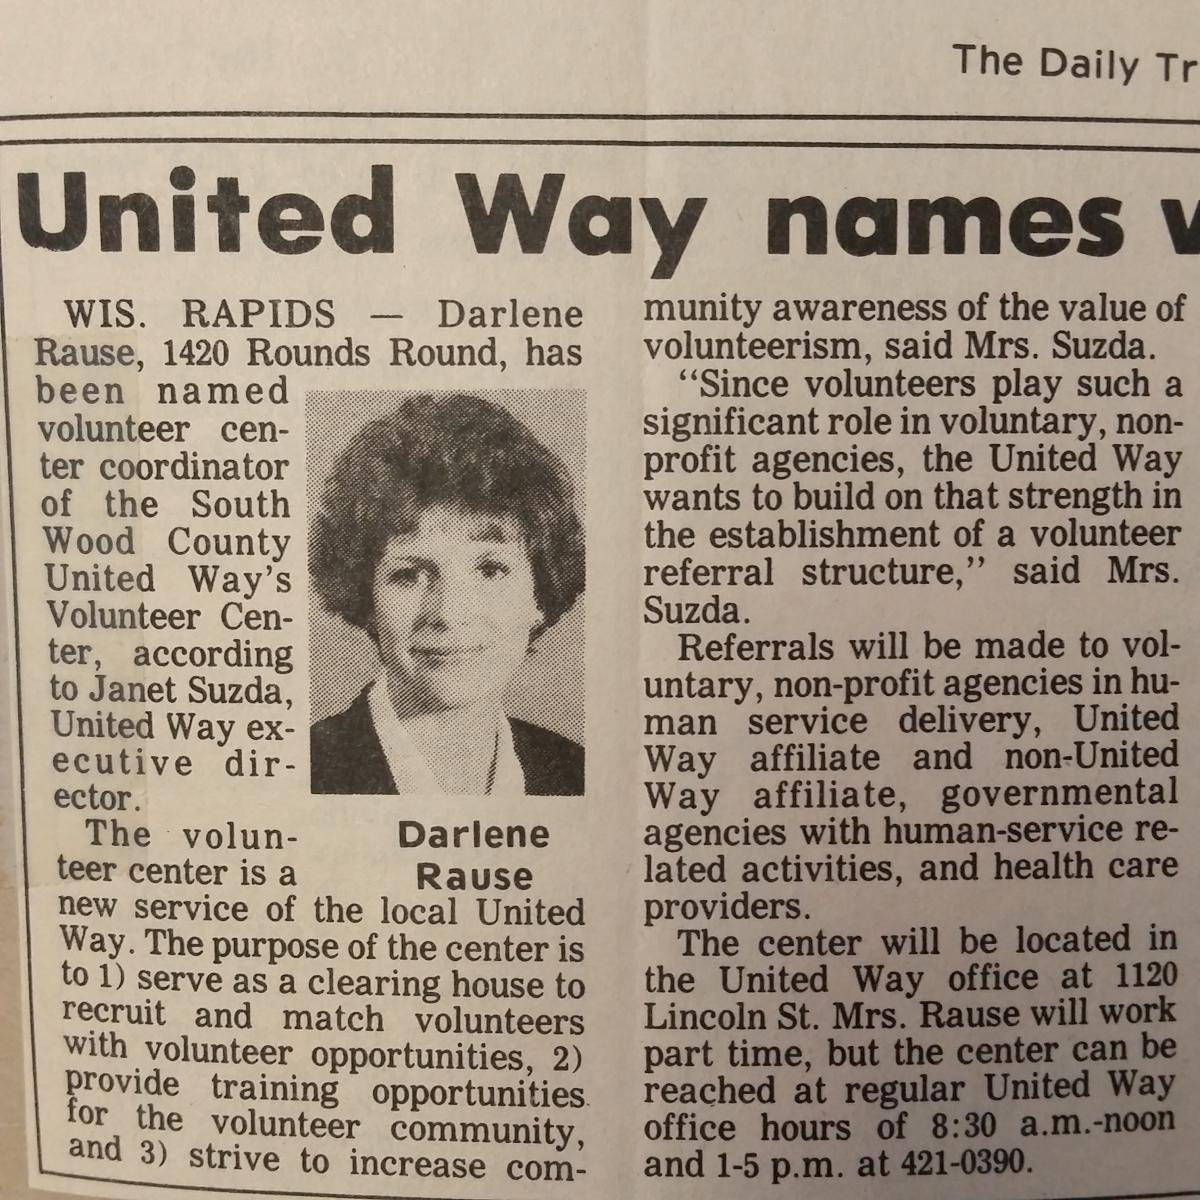 The Daily Tr
United Way names
WIS. RAPIDS — Darlene
Rause, 1420 Rounds Round, has
been named
volunteer cen-
ter coordinator
of the South
Wood County
United Way's
Volunteer Cen-
ter, according
to Janet Suzda,
United Way ex-
ecutive dir-
ector.
The volun-
teer center is a
new service of the local United
Way. The purpose of the center is
to 1) serve as a clearing house to
recruit and match volunteers
with volunteer opportunities, 2)
provide training opportunities
for the volunteer community,
and 3) strive to increase com-
Darlene
Rause
munity awareness of the value of
volunteerism, said Mrs. Suzda.
"Since volunteers play such a
significant role in voluntary, non-
profit agencies, the United Way
wants to build on that strength in
the establishment of a volunteer
referral structure," said Mrs.
Suzda.
Referrals will be made to vol-
untary, non-profit agencies in hu-
man service delivery, United
Way affiliate and non-United
Way affiliate, governmental
agencies with human-service re-
lated activities, and health care
providers.
The center will be located in
the United Way office at 1120
Lincoln St. Mrs. Rause will work
part time, but the center can be
reached at regular United Way
office hours of 8:30 a.m.-noon
and 1-5 p.m. at 421-0390.